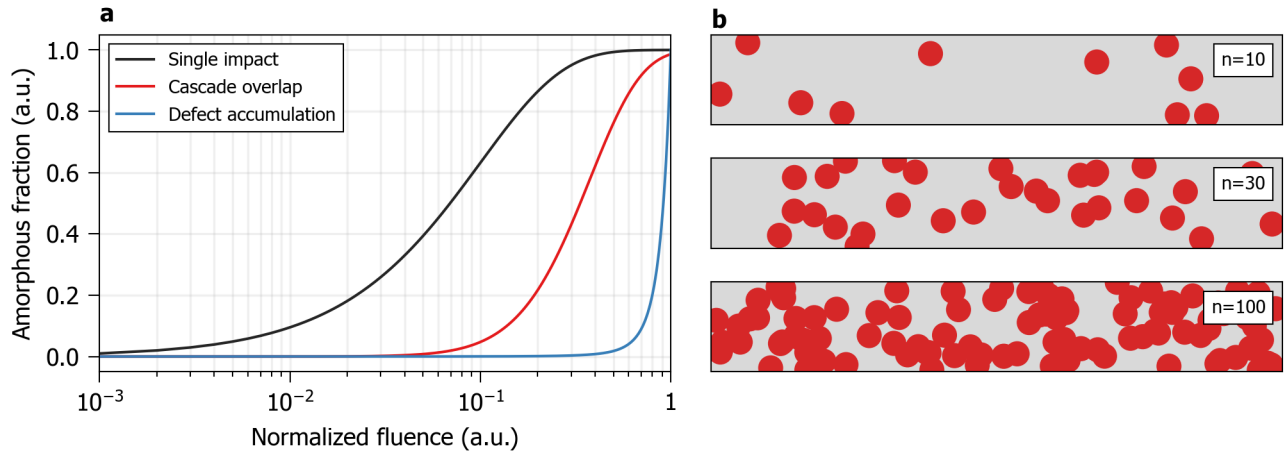 a
Amorphous fraction (a.u.)
1.0
0.8
0.6
0.4
0.2
0.0
Single impact
Cascade overlap
Defect accumulation
10⁻³
10⁻²
10⁻¹
1
Normalized fluence (a.u.)
b
n=10
n=30
n=100